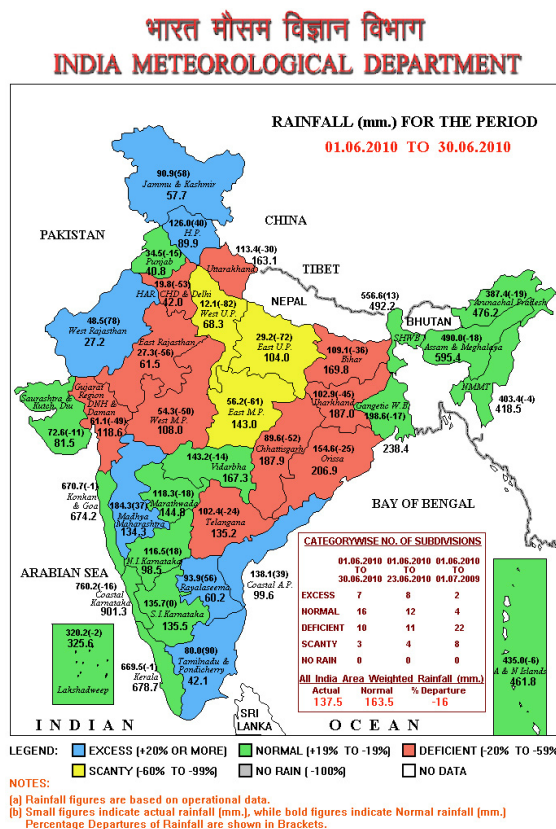 भारत मौसम विज्ञान विभाग
INDIA METEOROLOGICAL DEPARTMENT
RAINFALL (mm.) FOR THE PERIOD
01.06.2010 TO 30.06.2010
90.9(58)
Jammu & Kashmir
57.7
126.0(40)
H.P.
89.9
CHINA
PAKISTAN
34.5(-15)
Punjab
40.8
113.4(-30)
163.1
Uttarakhand
TIBET
19.8(-53)
HAR CHD & Delhi
42.0
12.1(-82)
West U.P.
68.3
NEPAL
556.6(13)
492.2
387.4(-19)
Arunachal Pradesh
476.2
BHUTAN
48.5(78)
West Rajasthan
27.2
East Rajasthan
27.3(-56)
61.5
29.2(-72)
East U.P.
104.0
SHWB
490.0(-18)
Assam & Meghalaya
595.4
109.1(-36)
Bihar
169.8
NMMT
403.4(-4)
418.5
Saurashtra &
Kutch, Diu
72.6(-11)
81.5
Gujarat
Region
DNH &
Daman
61.1(-49)
118.6
54.3(-50)
West M.P.
108.0
56.2(-61)
East M.P.
143.0
102.9(-45)
Jharkhand
187.0
Gangetic W.B.
198.6(-17)
238.4
89.6(-52)
Chhattisgarh
187.9
154.6(-25)
Orissa
206.9
143.2(-14)
Vidarbha
167.3
670.7(-1)
Konkan
& Goa
674.2
184.3(37)
Madhya
Maharashtra
134.3
118.3(-18)
Marathwada
144.8
102.4(-24)
Telangana
135.2
BAY OF BENGAL
ARABIAN SEA
116.5(18)
N.I.Karnataka
98.5
760.2(-16)
Coastal
Karnataka
901.3
93.9(56)
Rayalaseema
60.2
138.1(39)
Coastal A.P.
99.6
135.7(0)
S.I.Karnataka
135.5
320.2(-2)
325.6
Lakshadweep
669.5(-1)
Kerala
678.7
80.0(90)
Tamilnadu &
Pondicherry
42.1
435.0(-6)
A & N Islands
461.8
CATEGORYWISE NO. OF SUBDIVISIONS
01.06.2010 01.06.2010 01.06.2010
TO TO TO
30.06.2010 23.06.2010 01.07.2009
EXCESS 7 8 2
NORMAL 16 12 4
DEFICIENT 10 11 22
SCANTY 3 4 8
NO RAIN 0 0 0
All India Area Weighted Rainfall (mm.)
Actual Normal % Departure
137.5 163.5 -16
SRI
LANKA
INDIAN OCEAN
LEGEND: EXCESS (+20% OR MORE) NORMAL (+19% TO -19%) DEFICIENT (-20% TO -59%
SCANTY (-60% TO -99%) NO RAIN ( -100%) NO DATA
NOTES:
(a) Rainfall figures are based on operational data.
(b) Small figures indicate actual rainfall (mm.), while bold figures indicate Normal rainfall (mm.)
Percentage Departures of Rainfall are shown in Brackets.